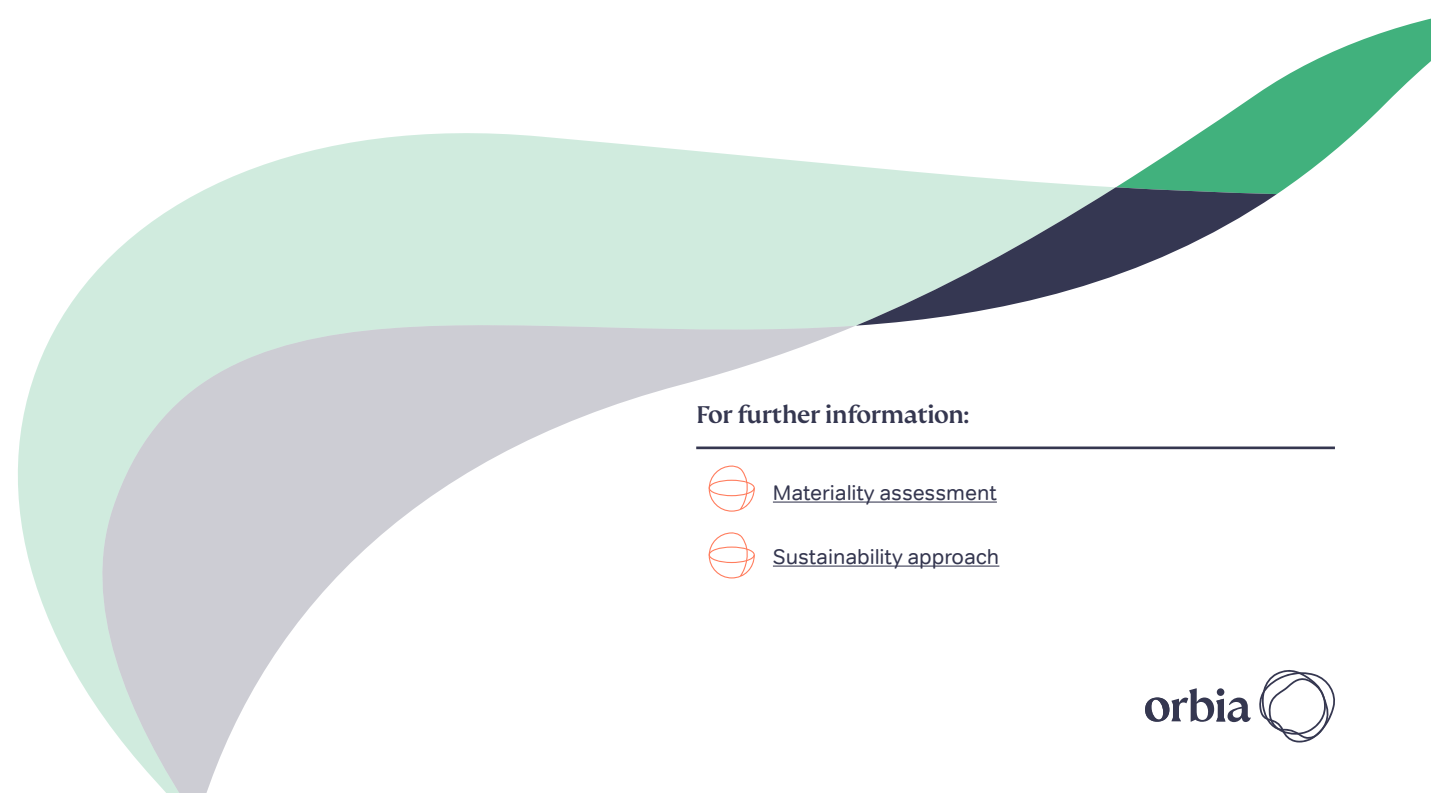 For further information:
Materiality assessment
Sustainability approach
orbia